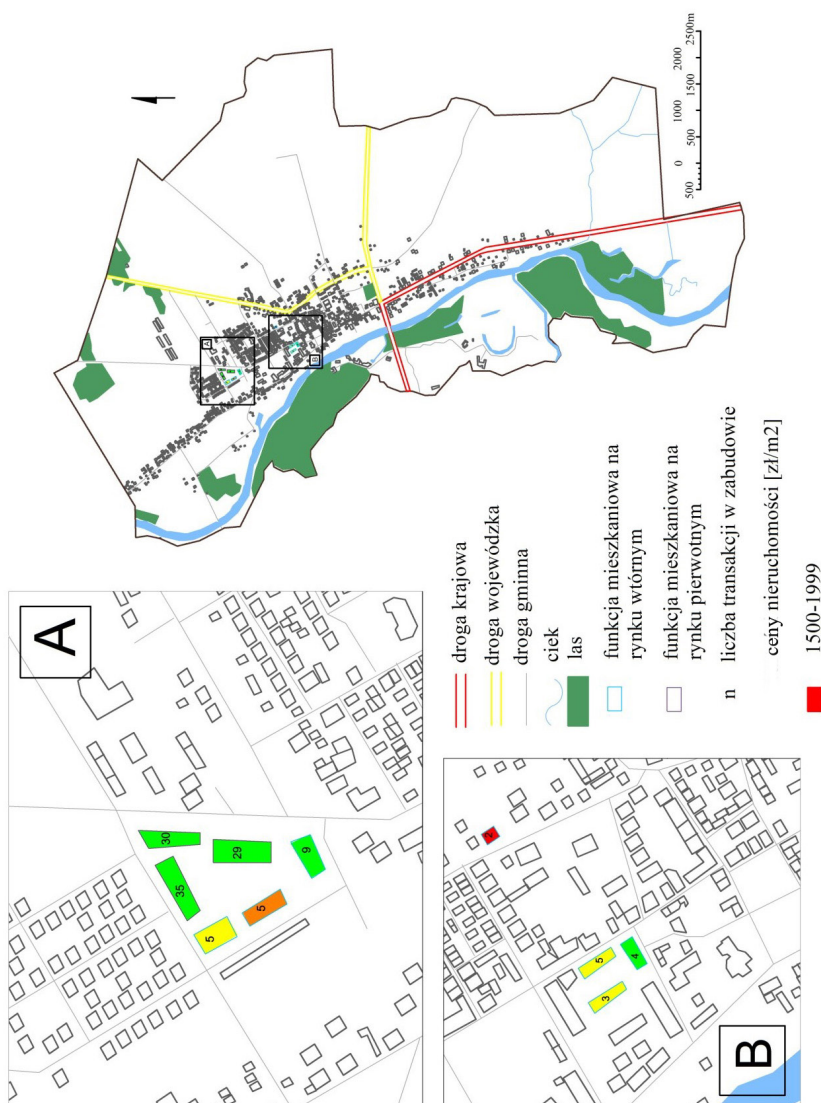 500 0 500 1000 1500 2000 2500m
A
B
A
30
35
29
5
5
9
B
2
5
3
4
droga krajowa
droga wojewódzka
droga gminna
ciek
las
funkcja mieszkaniowa na
rynku wtórnym
funkcja mieszkaniowa na
rynku pierwotnym
n liczba transakcji w zabudowie
ceny nieruchomości [zł/m2]
1500-1999